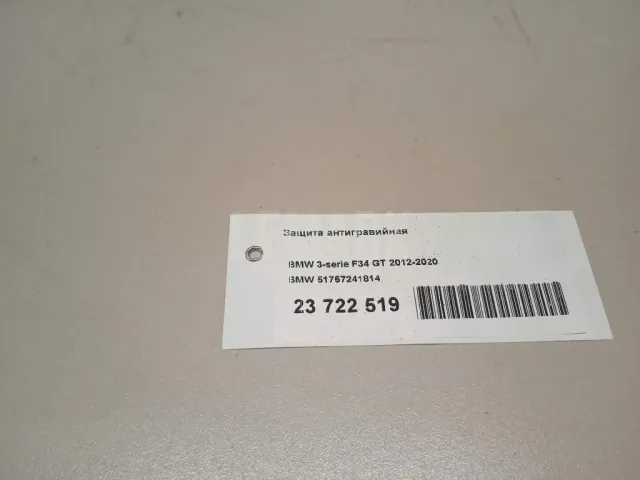 Защита антигравийная
BMW 3-serie F34 GT 2012-2020
BMW 51757241814
23 722 519